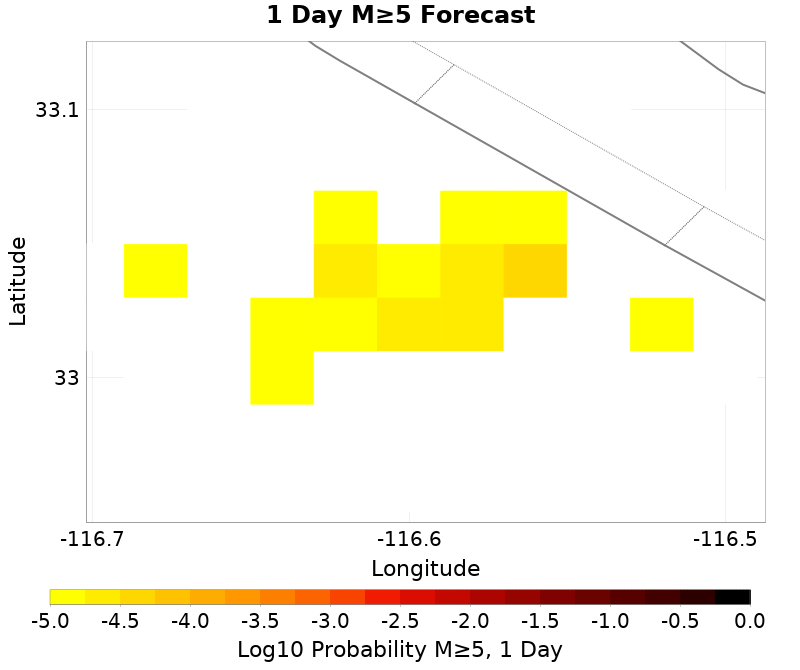 1 Day M≥5 Forecast
33.1
33
Latitude
-116.7 -116.6 -116.5
Longitude
-5.0 -4.5 -4.0 -3.5 -3.0 -2.5 -2.0 -1.5 -1.0 -0.5 0.0
Log10 Probability M≥5, 1 Day